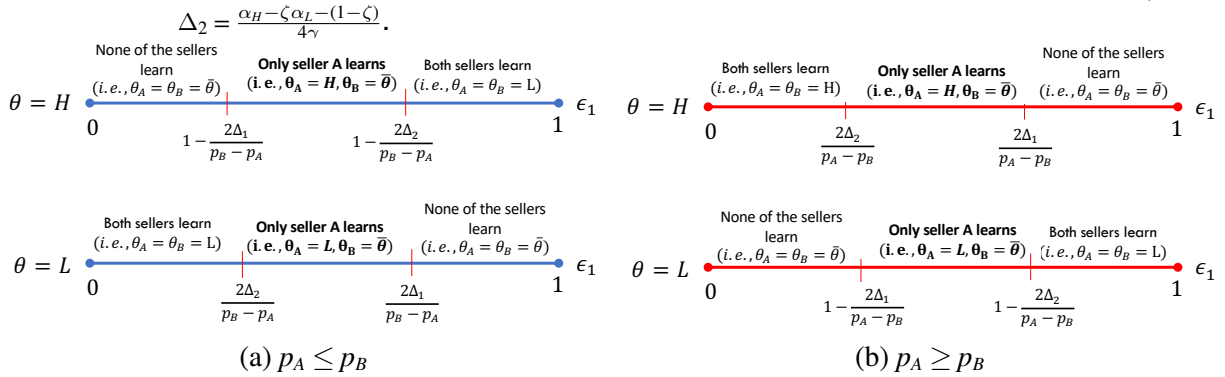 Δ₂ = (α_H − ζα_L − (1−ζ)) / 4γ.
None of the sellers
learn
(i.e., θ_A = θ_B = θ̄)
Only seller A learns
(i.e., θ_A = H, θ_B = θ̄)
Both sellers learn
(i.e., θ_A = θ_B = L)
θ = H
ϵ₁
0
1 − 2Δ₁ / (p_B − p_A)
1 − 2Δ₂ / (p_B − p_A)
1
Both sellers learn
(i.e., θ_A = θ_B = L)
Only seller A learns
(i.e., θ_A = L, θ_B = θ̄)
None of the sellers
learn
(i.e., θ_A = θ_B = θ̄)
θ = L
ϵ₁
0
2Δ₂ / (p_B − p_A)
2Δ₁ / (p_B − p_A)
1
(a) p_A ≤ p_B
Both sellers learn
(i.e., θ_A = θ_B = H)
Only seller A learns
(i.e., θ_A = H, θ_B = θ̄)
None of the sellers
learn
(i.e., θ_A = θ_B = θ̄)
θ = H
ϵ₁
0
2Δ₂ / (p_A − p_B)
2Δ₁ / (p_A − p_B)
1
None of the sellers
learn
(i.e., θ_A = θ_B = θ̄)
Only seller A learns
(i.e., θ_A = L, θ_B = θ̄)
Both sellers learn
(i.e., θ_A = θ_B = L)
θ = L
ϵ₁
0
1 − 2Δ₁ / (p_A − p_B)
1 − 2Δ₂ / (p_A − p_B)
1
(b) p_A ≥ p_B